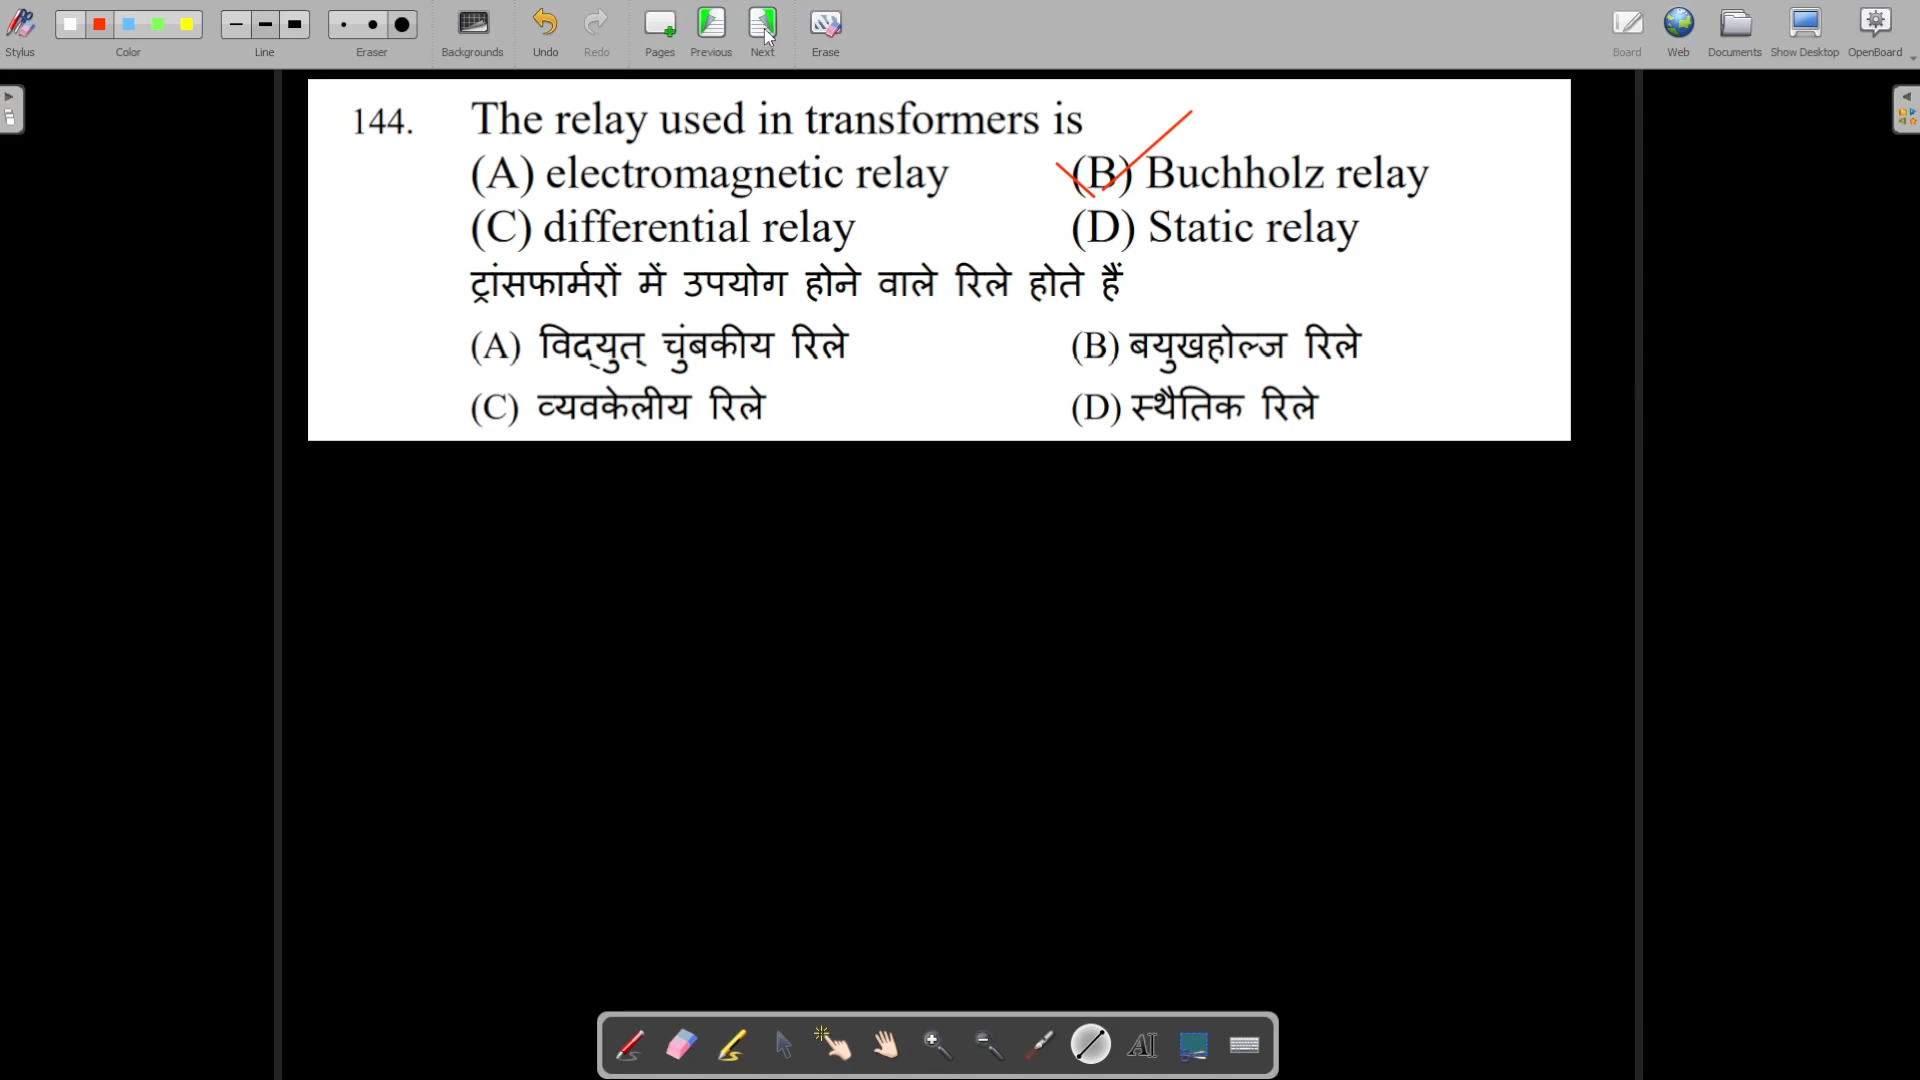 Stylus Color Line Eraser Backgrounds Undo Redo Pages Previous Next Erase Board Web Documents Show Desktop OpenBoard
144. The relay used in transformers is
(A) electromagnetic relay (B) Buchholz relay
(C) differential relay (D) Static relay
ट्रांसफार्मरों में उपयोग होने वाले रिले होते हैं
(A) विद्‌युत् चुंबकीय रिले (B) बयुखहोल्ज रिले
(C) व्यवकेलीय रिले (D) स्थैतिक रिले
AI